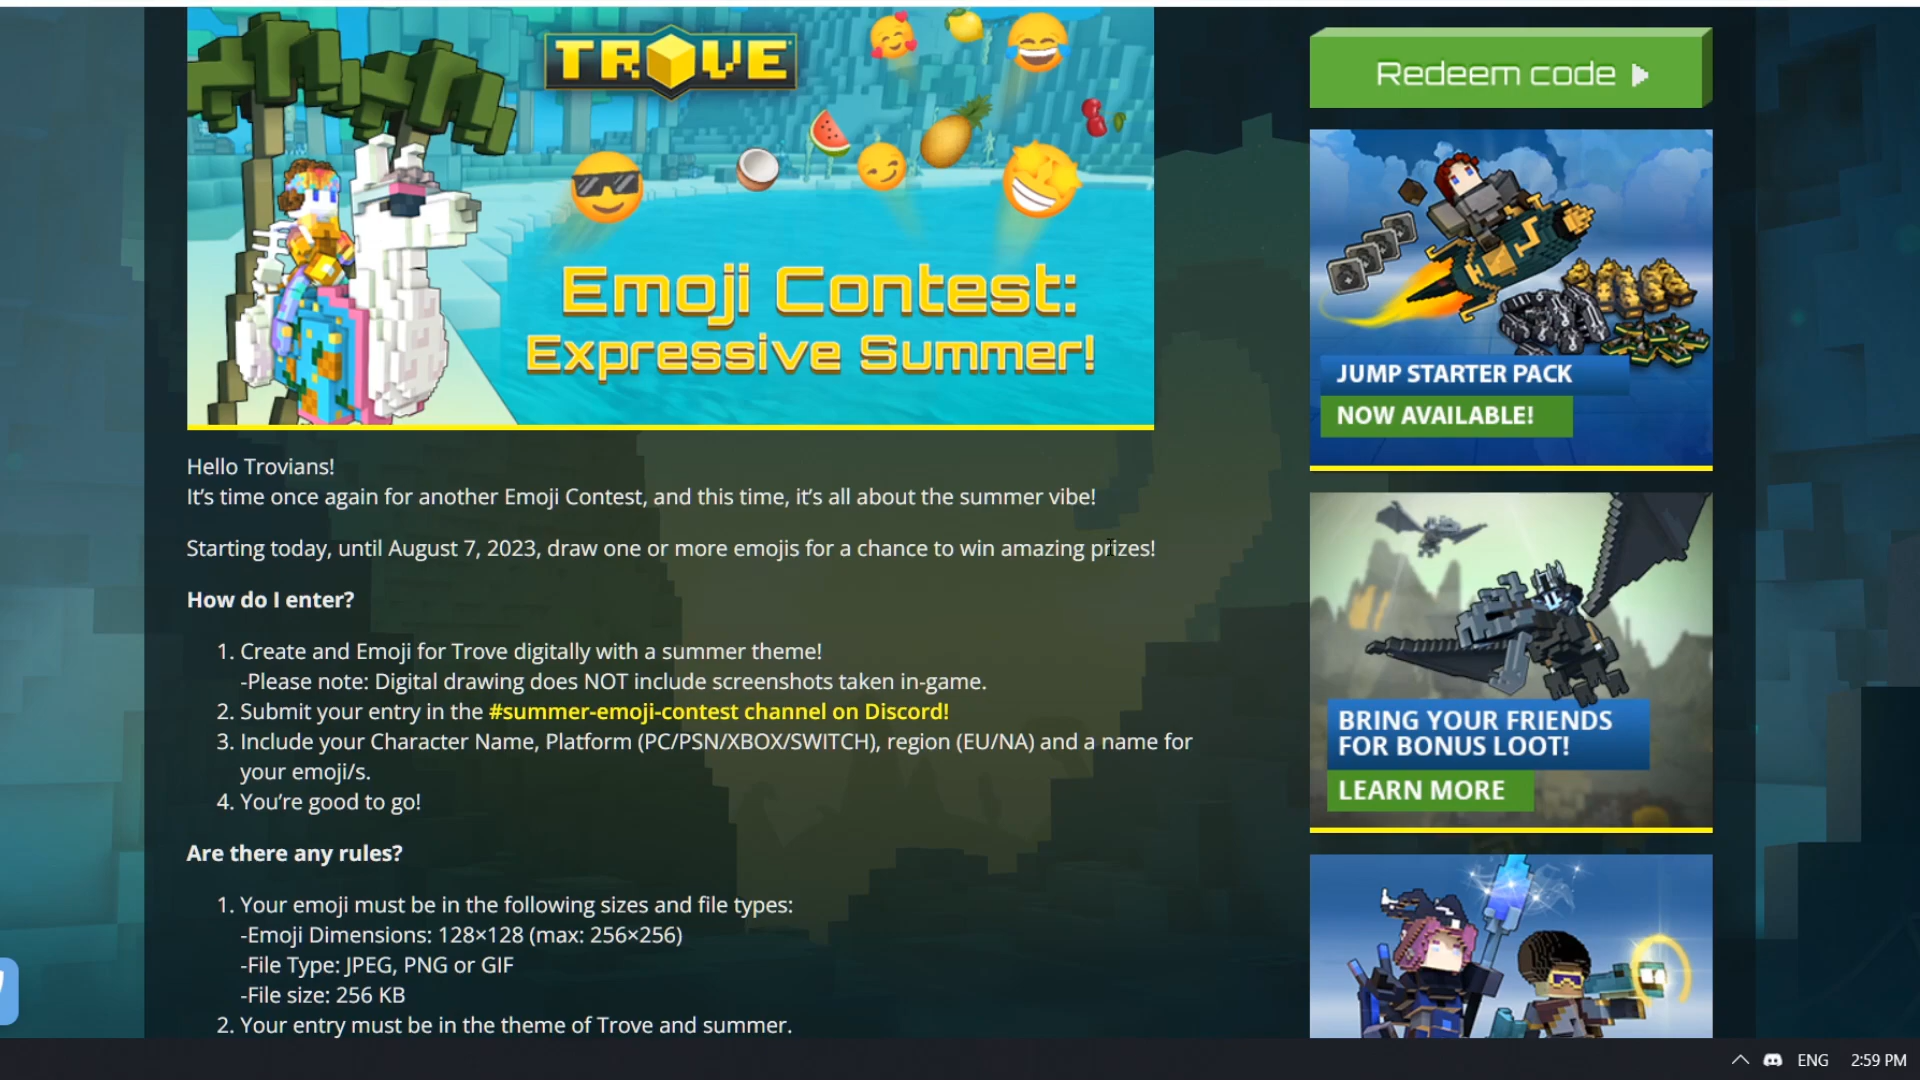 TROVE
Emoji Contest:
Expressive Summer!
Hello Trovians!
It’s time once again for another Emoji Contest, and this time, it’s all about the summer vibe!
Starting today, until August 7, 2023, draw one or more emojis for a chance to win amazing prizes!
How do I enter?
1. Create and Emoji for Trove digitally with a summer theme!
-Please note: Digital drawing does NOT include screenshots taken in-game.
2. Submit your entry in the #summer-emoji-contest channel on Discord!
3. Include your Character Name, Platform (PC/PSN/XBOX/SWITCH), region (EU/NA) and a name for
your emoji/s.
4. You’re good to go!
Are there any rules?
1. Your emoji must be in the following sizes and file types:
-Emoji Dimensions: 128×128 (max: 256×256)
-File Type: JPEG, PNG or GIF
-File size: 256 KB
2. Your entry must be in the theme of Trove and summer.
Redeem code
JUMP STARTER PACK
NOW AVAILABLE!
BRING YOUR FRIENDS
FOR BONUS LOOT!
LEARN MORE
ENG
2:59 PM